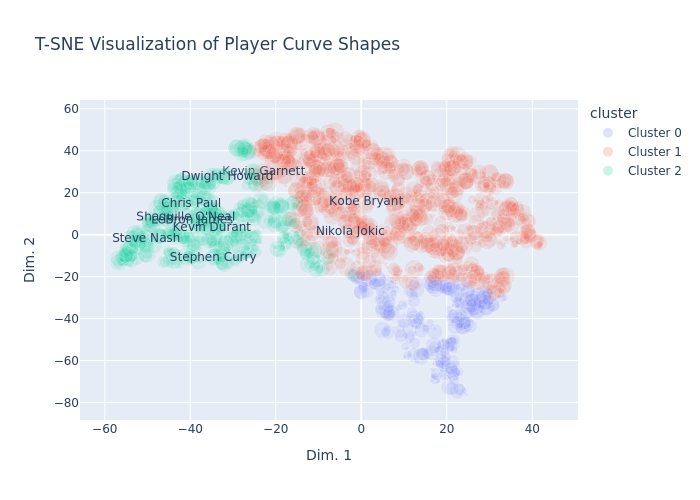 T-SNE Visualization of Player Curve Shapes
cluster
Cluster 0
Cluster 1
Cluster 2
60
40
20
0
−20
−40
−60
−80
Dim. 2
Kevin Garnett
Dwight Howard
Chris Paul
Kobe Bryant
Shaquille O'Neal
LeBron James
Kevin Durant
Nikola Jokic
Steve Nash
Stephen Curry
−60
−40
−20
0
20
40
Dim. 1